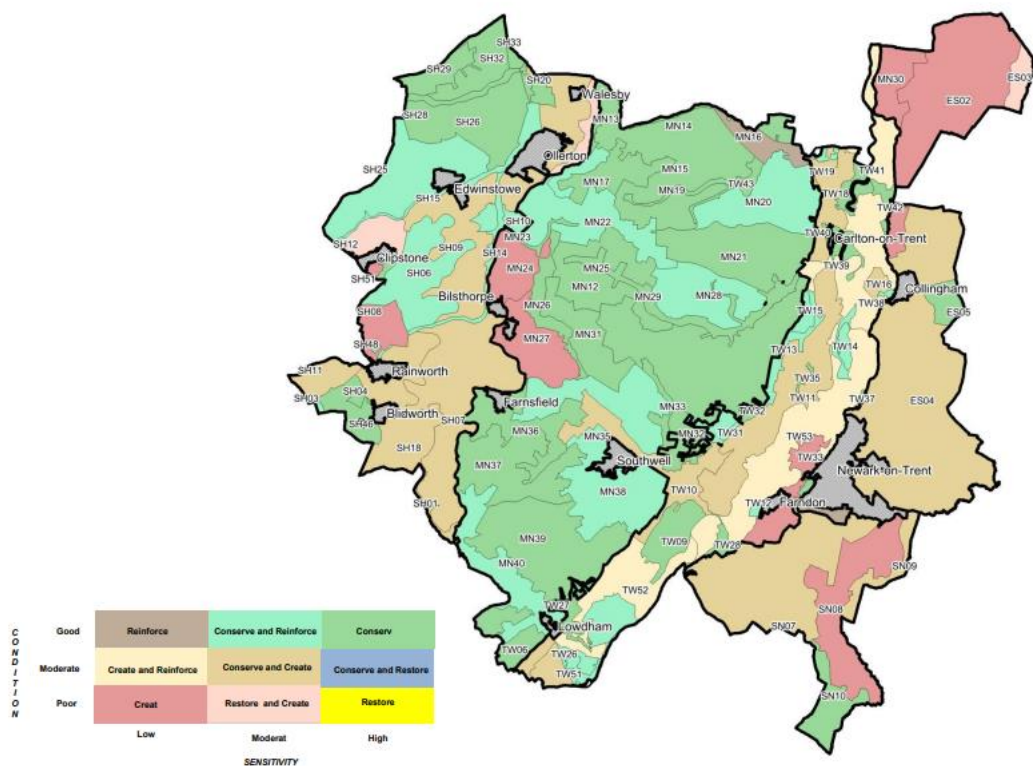 SH33
SH32
SH29
SH20
Walesby
MN13
SH28
SH26
MN14
MN16
MN30
ES03
ES02
Ollerton
SH25
MN15
MN17
MN19
TW43
TW19
TW41
Edwinstowe
SH15
TW18
MN20
SH10
MN22
TW42
MN23
TW40
Carlton-on-Trent
SH12
SH09
SH14
Clipstone
SH06
MN24
MN21
TW39
SH51
MN25
MN12
TW16
Collingham
Bilsthorpe
MN29
MN28
TW38
MN26
TW15
ES05
SH08
MN31
MN27
SH48
TW13
TW14
Rainworth
SH11
TW35
SH03
SH04
Farnsfield
TW11
TW37
ES04
Blidworth
SH07
MN33
TW32
SH46
MN36
MN35
MN32
TW31
TW53
SH18
TW33
MN37
Southwell
Newark-on-Trent
MN38
TW10
SH01
TW12
Farndon
MN39
TW09
TW28
MN40
SN09
TW52
TW27
SN08
Lowdham
SN07
TW06
TW26
TW51
SN10
CONDITION
Good
Reinforce
Conserve and Reinforce
Conserv
Moderate
Create and Reinforce
Conserve and Create
Conserve and Restore
Poor
Creat
Restore and Create
Restore
Low
Moderat
High
SENSITIVITY